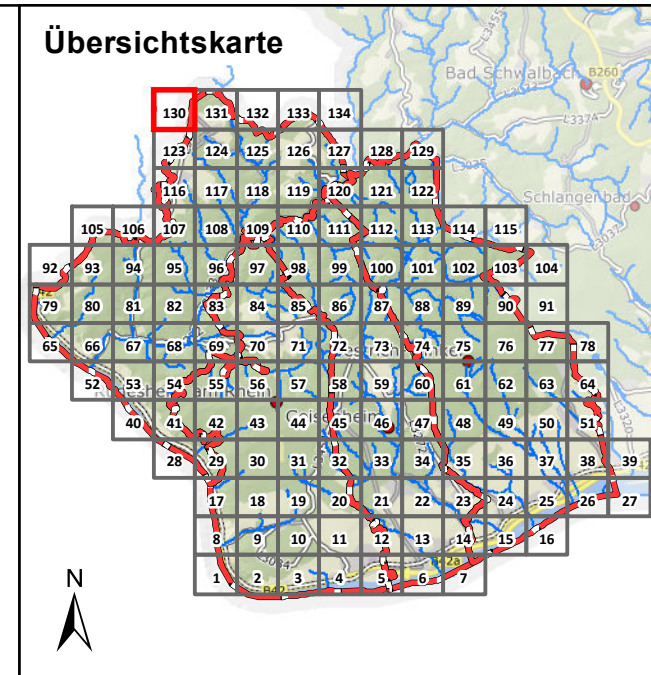 Übersichtskarte
Bad Schwalbach
B260
L3374
L3035
Schlangenbad
L3037
130 131 132 133 134
123 124 125 126 127 128 129
116 117 118 119 120 121 122
105 106 107 108 109 110 111 112 113 114 115
92 93 94 95 96 97 98 99 100 101 102 103 104
79 80 81 82 83 84 85 86 87 88 89 90 91
65 66 67 68 69 70 71 72 73 74 75 76 77 78
52 53 54 55 56 57 58 59 60 61 62 63 64
40 41 42 43 44 45 46 47 48 49 50 51
Geisenheim
L3320
28 29 30 31 32 33 34 35 36 37 38 39
17 18 19 20 21 22 23 24 25 26 27
8 9 10 11 12 13 14 15 16
L3034
B42a
1 2 3 4 5 6 7
B42
N